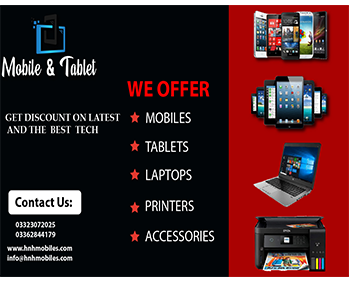 Mobile & Tablet
GET DISCOUNT ON LATEST
AND THE BEST TECH
Contact Us:
03323072025
03362844179
www.hnhmobiles.com
info@hnhmobiles.com
WE OFFER
MOBILES
TABLETS
LAPTOPS
PRINTERS
ACCESSORIES